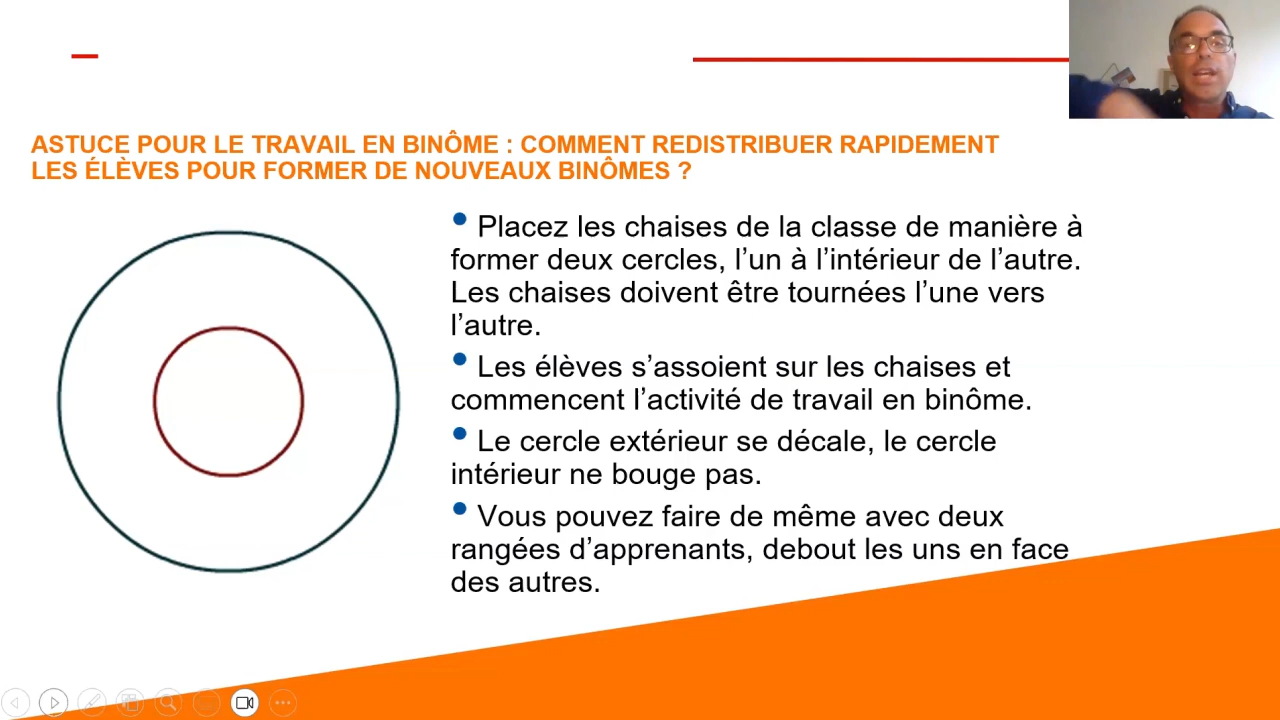 ASTUCE POUR LE TRAVAIL EN BINÔME : COMMENT REDISTRIBUER RAPIDEMENT
LES ÉLÈVES POUR FORMER DE NOUVEAUX BINÔMES ?
• Placez les chaises de la classe de manière à
former deux cercles, l’un à l’intérieur de l’autre.
Les chaises doivent être tournées l’une vers
l’autre.
• Les élèves s’assoient sur les chaises et
commencent l’activité de travail en binôme.
• Le cercle extérieur se décale, le cercle
intérieur ne bouge pas.
• Vous pouvez faire de même avec deux
rangées d’apprenants, debout les uns en face
des autres.